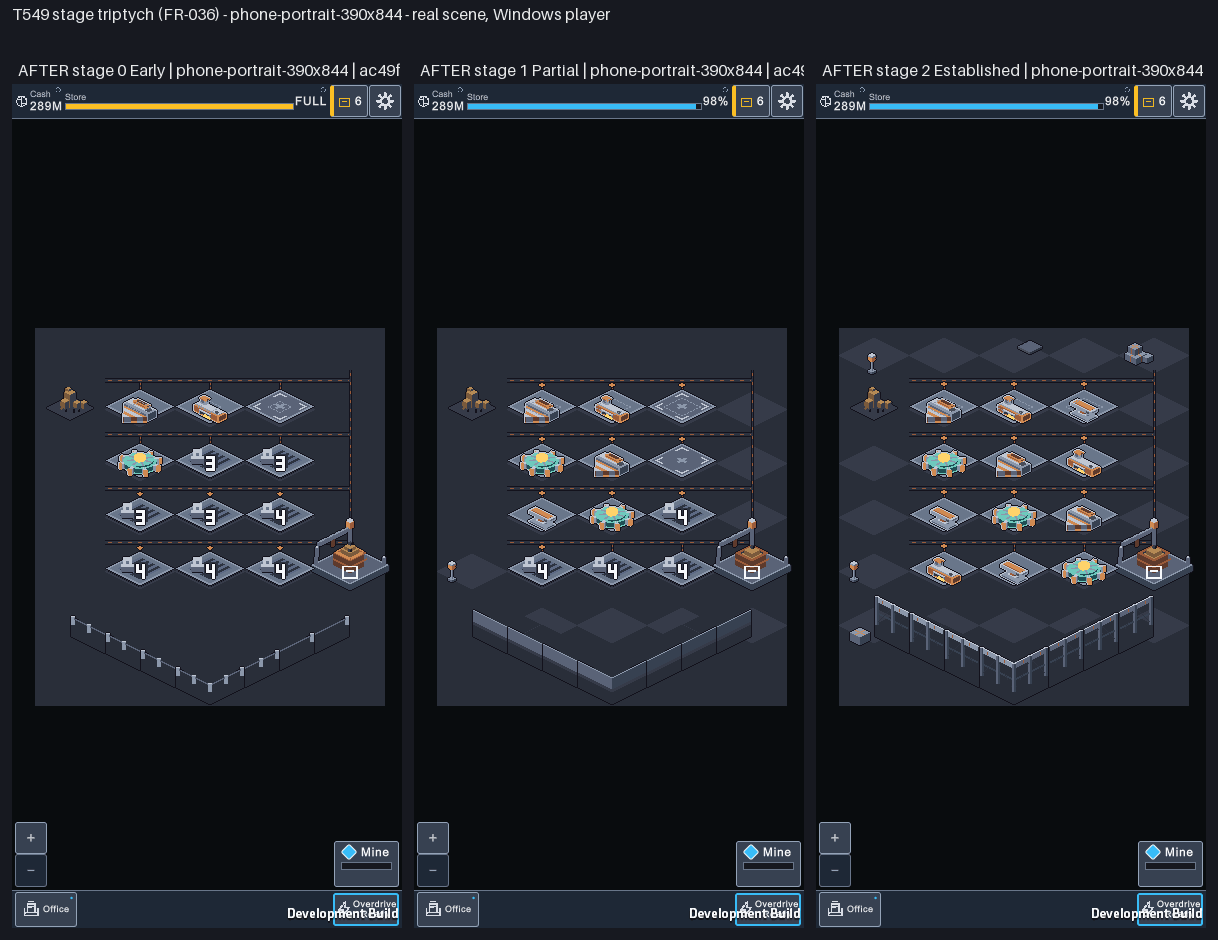 T549 stage triptych (FR-036) - phone-portrait-390x844 - real scene, Windows player
AFTER stage 0 Early | phone-portrait-390x844 | ac49f
Cash
289M
Store
FULL
6
3
3
3
3
4
4
4
4
+
−
Mine
Office
Overdrive
Development Build
AFTER stage 1 Partial | phone-portrait-390x844 | ac49
Cash
289M
Store
98%
6
4
4
4
4
+
−
Mine
Office
Overdrive
Development Build
AFTER stage 2 Established | phone-portrait-390x844
Cash
289M
Store
98%
6
+
−
Mine
Office
Overdrive
Development Build